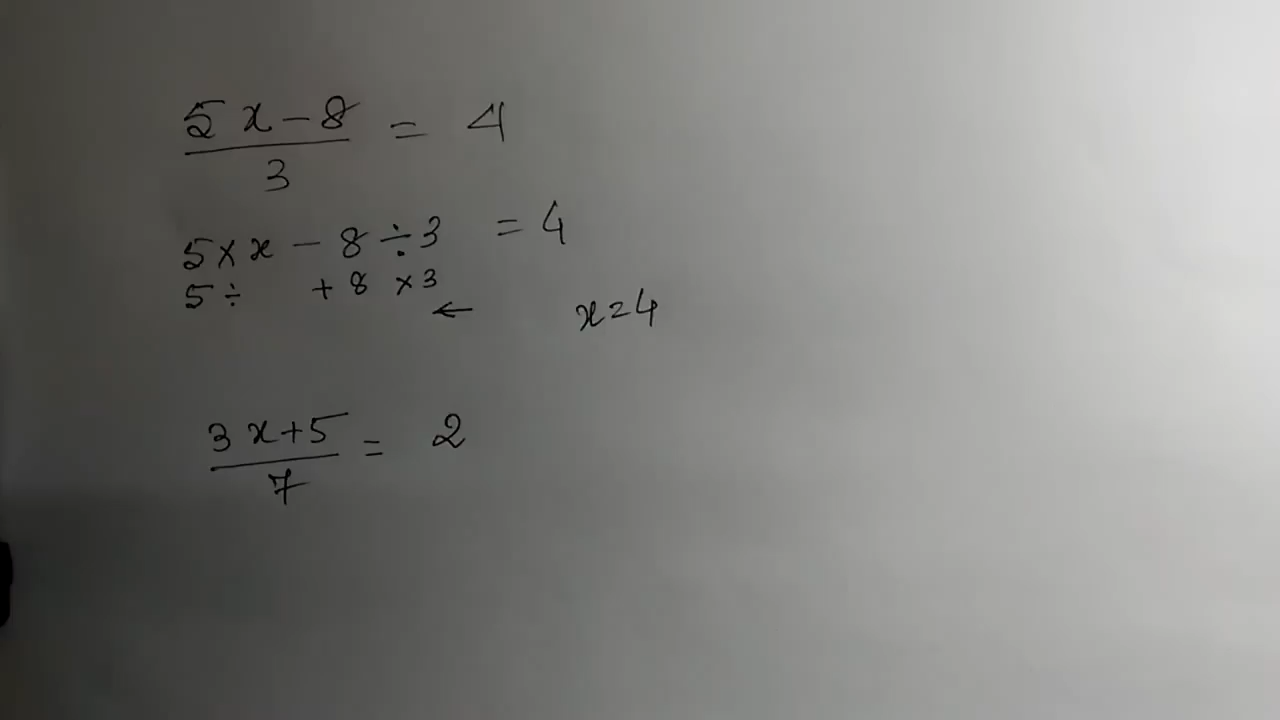 5x-8 = 4
3
5×x - 8÷3 = 4
5÷ +8 ×3
← x=4
3x+5 = 2
7